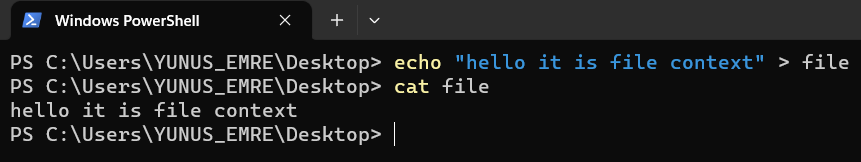 Windows PowerShell
PS C:\Users\YUNUS_EMRE\Desktop> echo "hello it is file context" > file
PS C:\Users\YUNUS_EMRE\Desktop> cat file
hello it is file context
PS C:\Users\YUNUS_EMRE\Desktop>